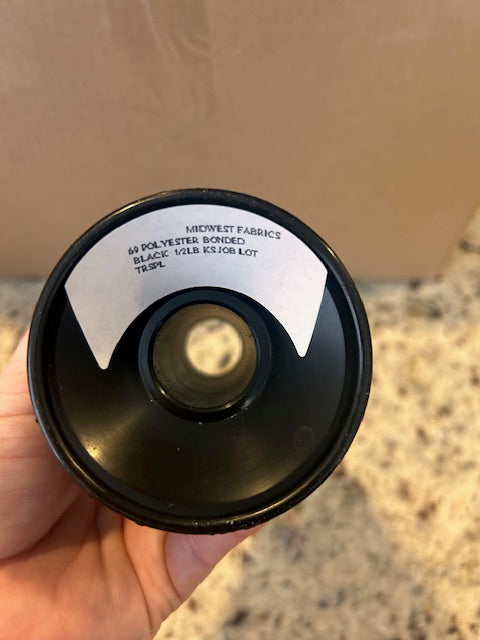 MIDWEST FABRICS
69 POLYESTER BONDED
BLACK 1/2LB KS JOB LOT
TRSPL